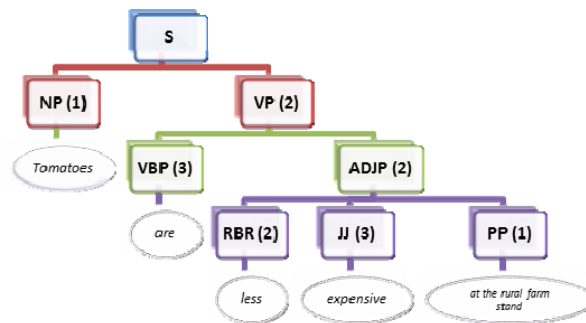 S
NP (1)
VP (2)
Tomatoes
VBP (3)
ADJP (2)
are
RBR (2)
JJ (3)
PP (1)
less
expensive
at the rural farm
stand